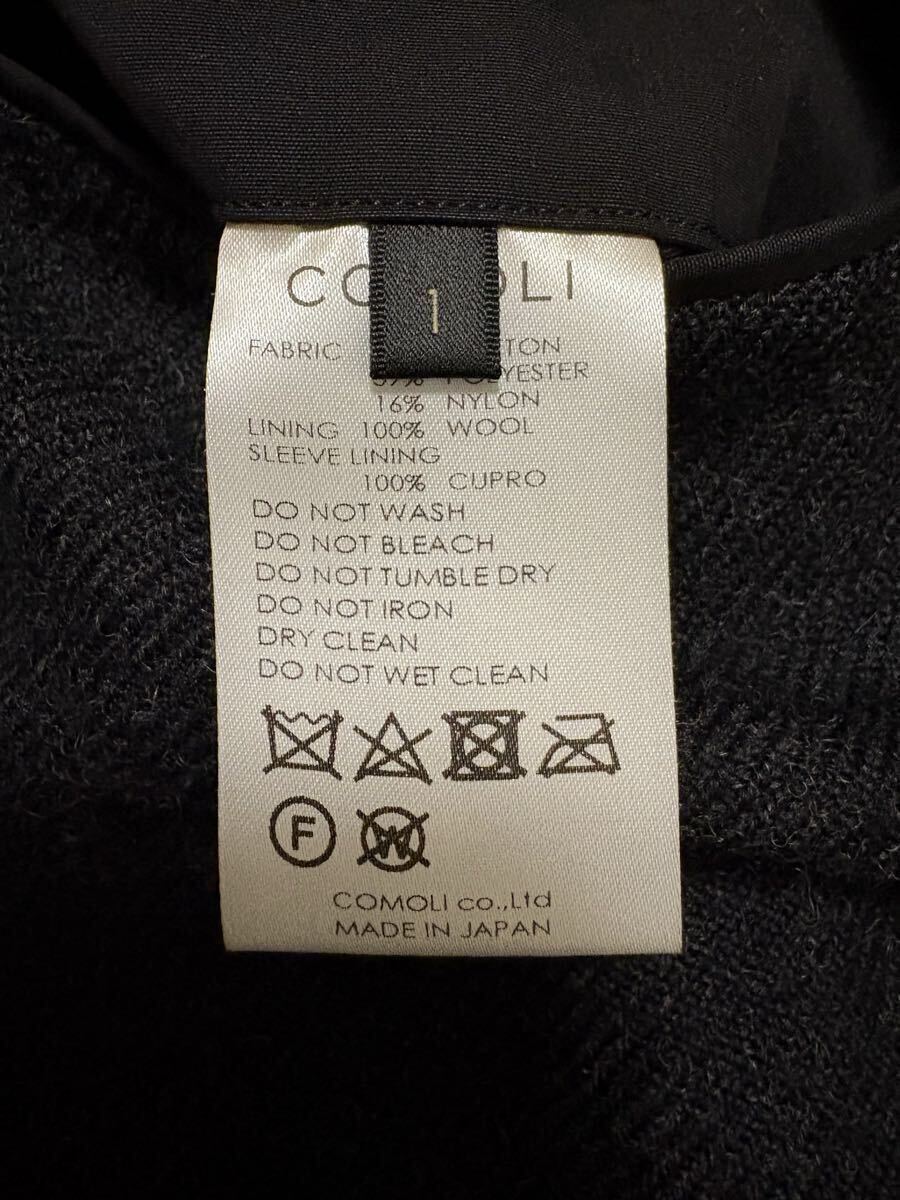 CO OLI
1
FABRIC TON
POLYESTER
16% NYLON
LINING 100% WOOL
SLEEVE LINING
100% CUPRO
DO NOT WASH
DO NOT BLEACH
DO NOT TUMBLE DRY
DO NOT IRON
DRY CLEAN
DO NOT WET CLEAN
F W
COMOLI co.,Ltd
MADE IN JAPAN